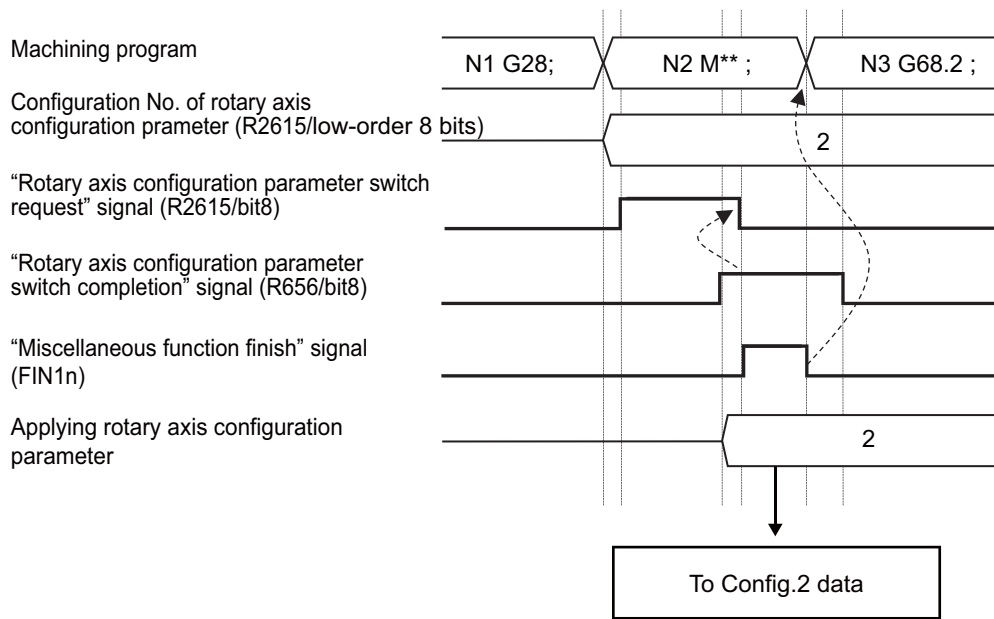 Machining program
N1 G28;
N2 M** ;
N3 G68.2 ;
Configuration No. of rotary axis
configuration prameter (R2615/low-order 8 bits)
2
“Rotary axis configuration parameter switch
request” signal (R2615/bit8)
“Rotary axis configuration parameter
switch completion” signal (R656/bit8)
“Miscellaneous function finish” signal
(FIN1n)
Applying rotary axis configuration
parameter
2
To Config.2 data